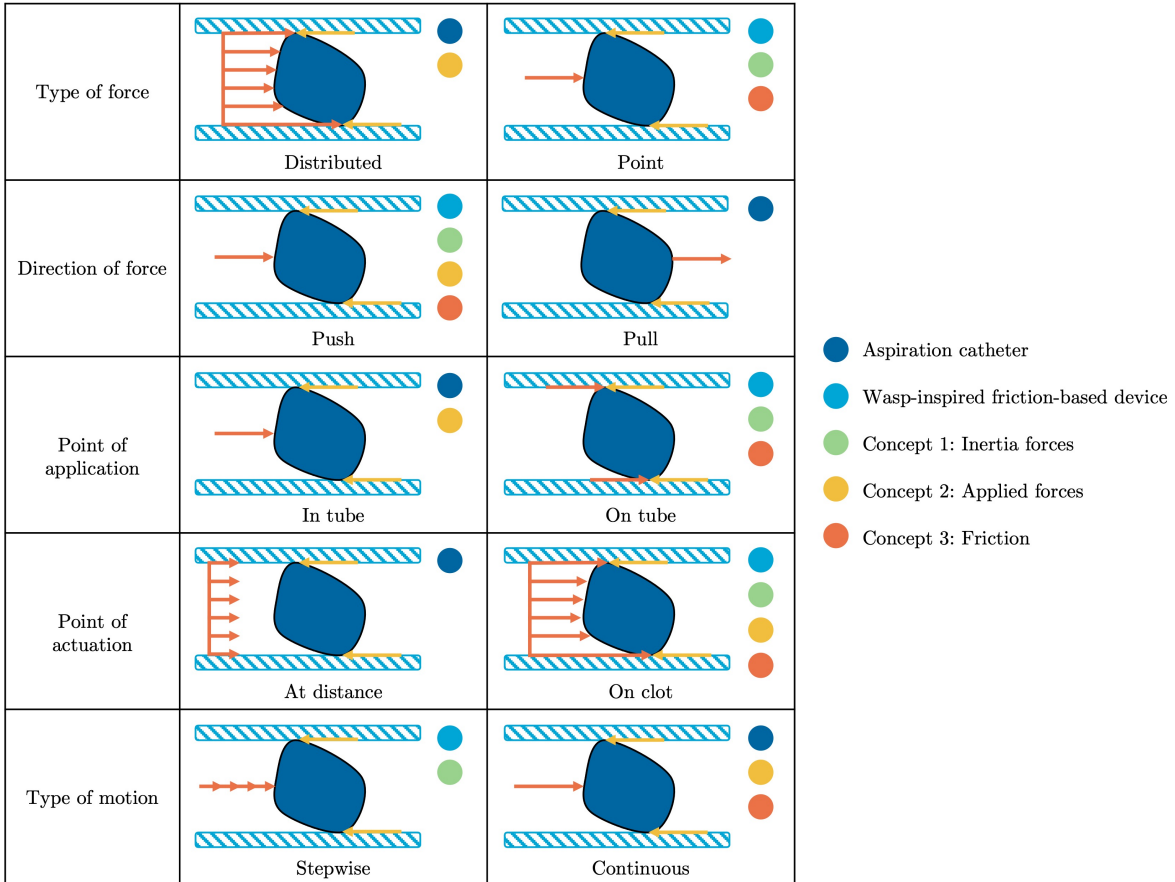 Type of force
Distributed
Point
Direction of force
Push
Pull
Point of
application
In tube
On tube
Point of
actuation
At distance
On clot
Type of motion
Stepwise
Continuous
Aspiration catheter
Wasp-inspired friction-based device
Concept 1: Inertia forces
Concept 2: Applied forces
Concept 3: Friction